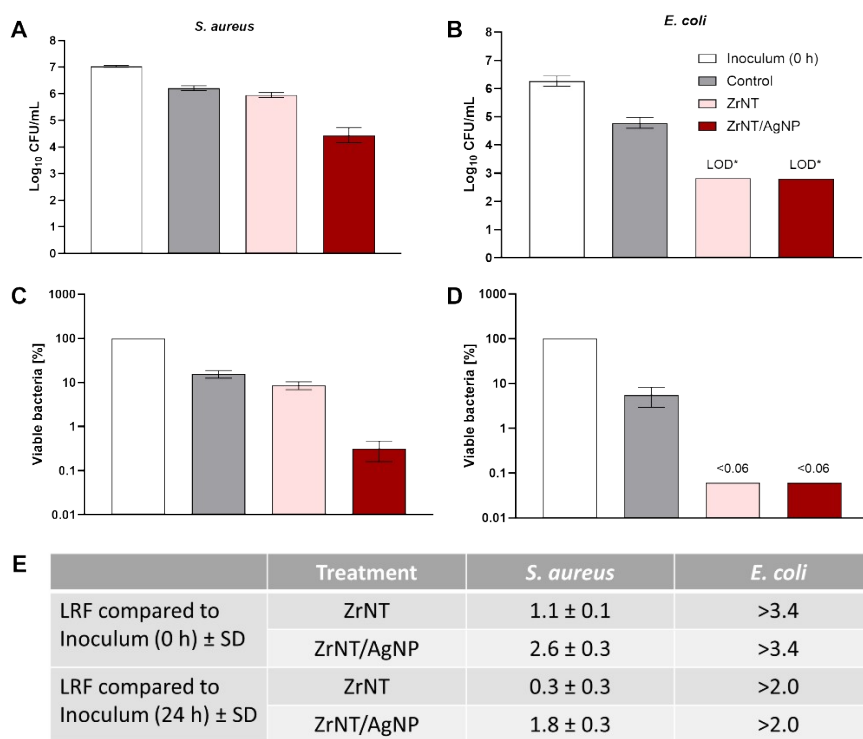 A
S. aureus
Log10 CFU/mL
8
7
6
5
4
3
2
1
0
B
E. coli
Log10 CFU/mL
8
7
6
5
4
3
2
1
0
Inoculum (0 h)
Control
ZrNT
ZrNT/AgNP
LOD*
LOD*
C
Viable bacteria [%]
1000
100
10
1
0.1
0.01
D
Viable bacteria [%]
1000
100
10
1
0.1
0.01
<0.06
<0.06
E
Treatment S. aureus E. coli
LRF compared to
Inoculum (0 h) ± SD
ZrNT 1.1 ± 0.1 >3.4
ZrNT/AgNP 2.6 ± 0.3 >3.4
LRF compared to
Inoculum (24 h) ± SD
ZrNT 0.3 ± 0.3 >2.0
ZrNT/AgNP 1.8 ± 0.3 >2.0